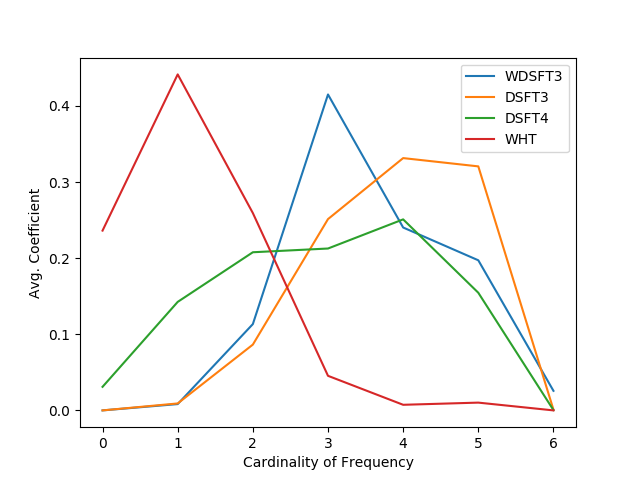 WDSFT3
DSFT3
DSFT4
WHT
0.4
0.3
0.2
0.1
0.0
Avg. Coefficient
0 1 2 3 4 5 6
Cardinality of Frequency